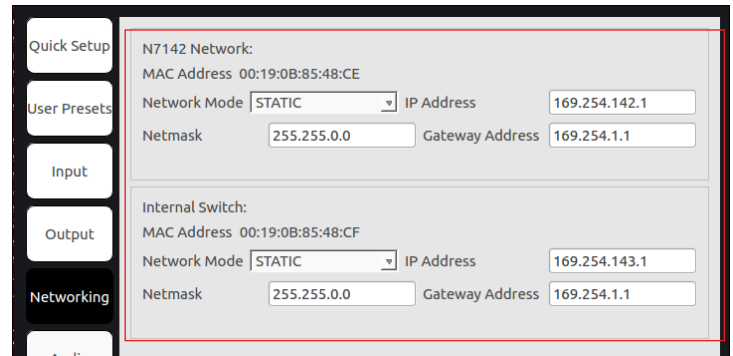 Quick Setup
User Presets
Input
Output
Networking
N7142 Network:
MAC Address 00:19:0B:85:48:CE
Network Mode STATIC IP Address 169.254.142.1
Netmask 255.255.0.0 Gateway Address 169.254.1.1
Internal Switch:
MAC Address 00:19:0B:85:48:CF
Network Mode STATIC IP Address 169.254.143.1
Netmask 255.255.0.0 Gateway Address 169.254.1.1